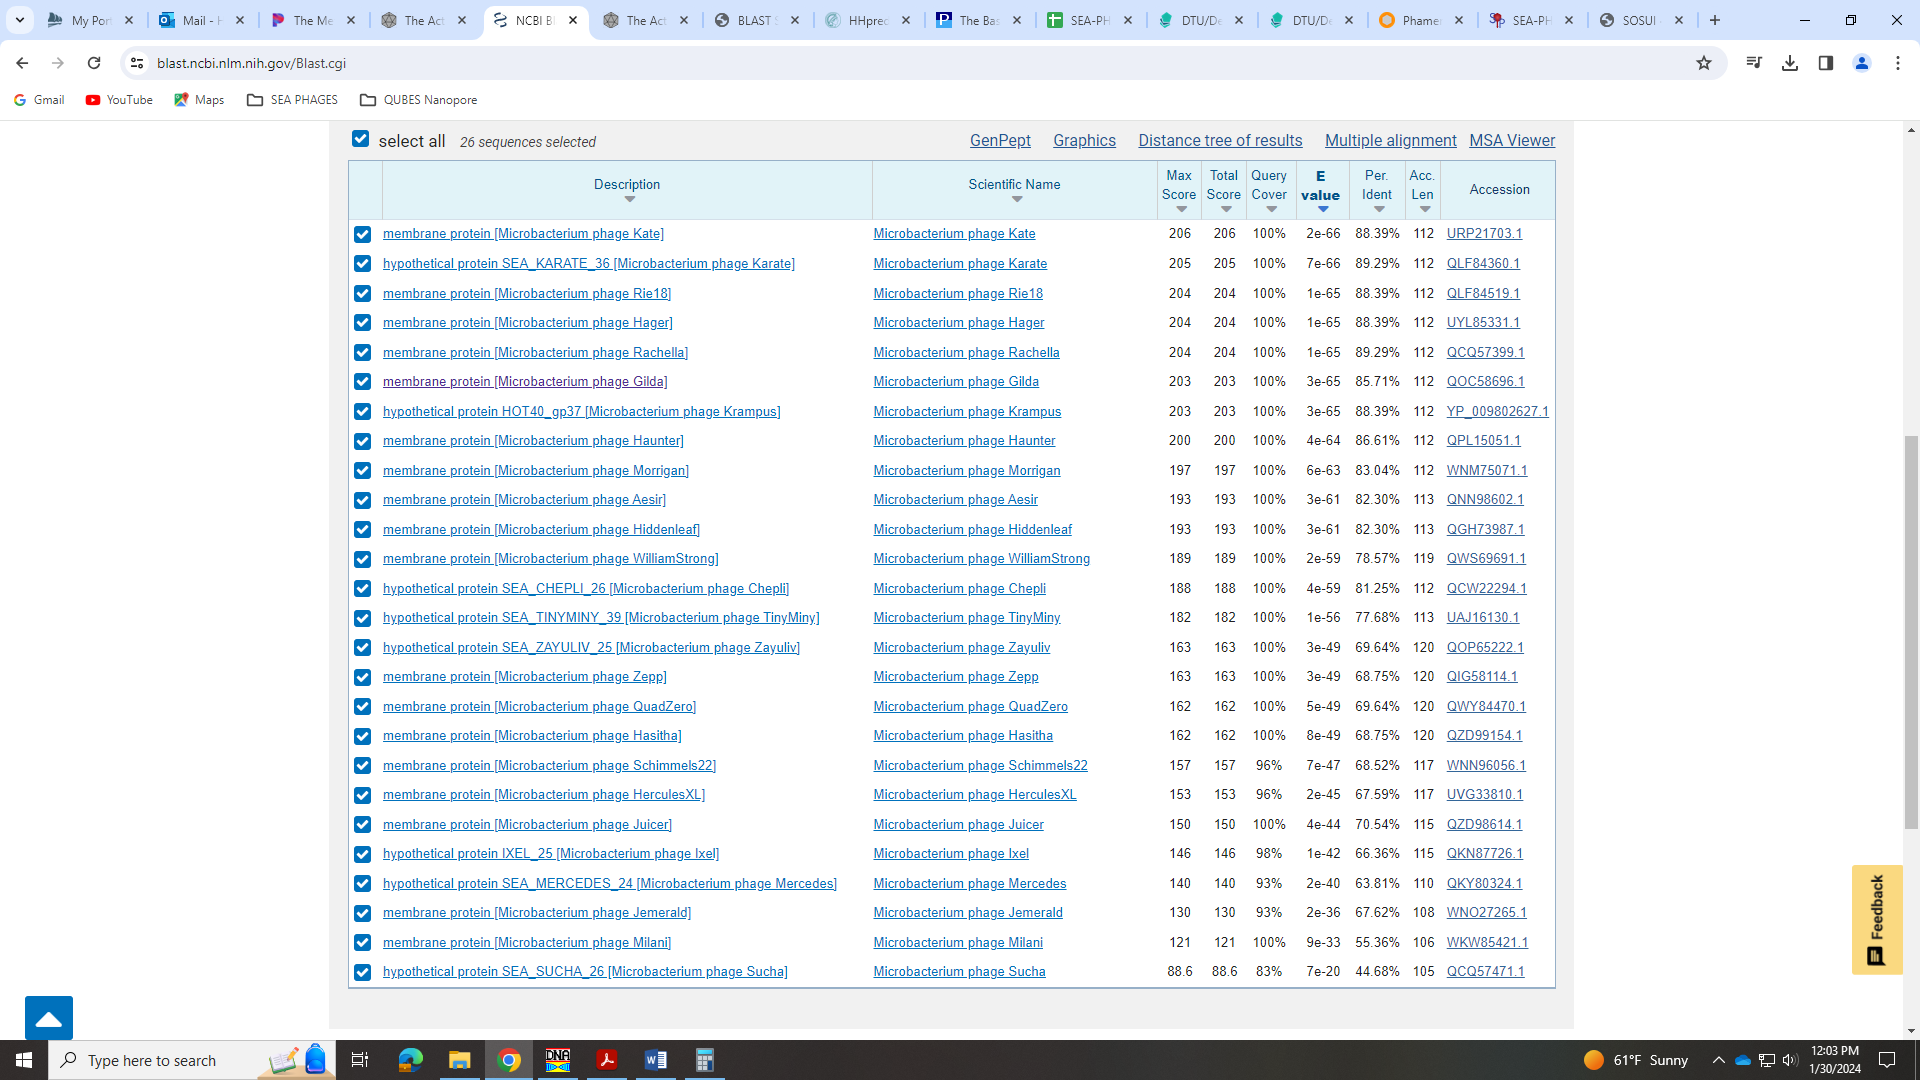 My Port
Mail - H
The Me
The Act
NCBI Bl
The Act
BLAST S
HHpred
The Bas
SEA-PH
DTU/De
DTU/De
Phamer
SEA-PH
SOSUI
blast.ncbi.nlm.nih.gov/Blast.cgi
Gmail YouTube Maps SEA PHAGES QUBES Nanopore
select all 26 sequences selected GenPept Graphics Distance tree of results Multiple alignment MSA Viewer
Description Scientific Name Max Score Total Score Query Cover E value Per. Ident Acc. Len Accession
membrane protein [Microbacterium phage Kate] Microbacterium phage Kate 206 206 100% 2e-66 88.39% 112 URP21703.1
hypothetical protein SEA_KARATE_36 [Microbacterium phage Karate] Microbacterium phage Karate 205 205 100% 7e-66 89.29% 112 QLF84360.1
membrane protein [Microbacterium phage Rie18] Microbacterium phage Rie18 204 204 100% 1e-65 88.39% 112 QLF84519.1
membrane protein [Microbacterium phage Hager] Microbacterium phage Hager 204 204 100% 1e-65 88.39% 112 UYL85331.1
membrane protein [Microbacterium phage Rachella] Microbacterium phage Rachella 204 204 100% 1e-65 89.29% 112 QCQ57399.1
membrane protein [Microbacterium phage Gilda] Microbacterium phage Gilda 203 203 100% 3e-65 85.71% 112 QOC58696.1
hypothetical protein HOT40_gp37 [Microbacterium phage Krampus] Microbacterium phage Krampus 203 203 100% 3e-65 88.39% 112 YP_009802627.1
membrane protein [Microbacterium phage Haunter] Microbacterium phage Haunter 200 200 100% 4e-64 86.61% 112 QPL15051.1
membrane protein [Microbacterium phage Morrigan] Microbacterium phage Morrigan 197 197 100% 6e-63 83.04% 112 WNM75071.1
membrane protein [Microbacterium phage Aesir] Microbacterium phage Aesir 193 193 100% 3e-61 82.30% 113 QNN98602.1
membrane protein [Microbacterium phage Hiddenleaf] Microbacterium phage Hiddenleaf 193 193 100% 3e-61 82.30% 113 QGH73987.1
membrane protein [Microbacterium phage WilliamStrong] Microbacterium phage WilliamStrong 189 189 100% 2e-59 78.57% 119 QWS69691.1
hypothetical protein SEA_CHEPLI_26 [Microbacterium phage Chepli] Microbacterium phage Chepli 188 188 100% 4e-59 81.25% 112 QCW22294.1
hypothetical protein SEA_TINYMINY_39 [Microbacterium phage TinyMiny] Microbacterium phage TinyMiny 182 182 100% 1e-56 77.68% 113 UAJ16130.1
hypothetical protein SEA_ZAYULIV_25 [Microbacterium phage Zayuliv] Microbacterium phage Zayuliv 163 163 100% 3e-49 69.64% 120 QOP65222.1
membrane protein [Microbacterium phage Zepp] Microbacterium phage Zepp 163 163 100% 3e-49 68.75% 120 QIG58114.1
membrane protein [Microbacterium phage QuadZero] Microbacterium phage QuadZero 162 162 100% 5e-49 69.64% 120 QWY84470.1
membrane protein [Microbacterium phage Hasitha] Microbacterium phage Hasitha 162 162 100% 8e-49 68.75% 120 QZD99154.1
membrane protein [Microbacterium phage Schimmels22] Microbacterium phage Schimmels22 157 157 96% 7e-47 68.52% 117 WNN96056.1
membrane protein [Microbacterium phage HerculesXL] Microbacterium phage HerculesXL 153 153 96% 2e-45 67.59% 117 UVG33810.1
membrane protein [Microbacterium phage Juicer] Microbacterium phage Juicer 150 150 100% 4e-44 70.54% 115 QZD98614.1
hypothetical protein IXEL_25 [Microbacterium phage Ixel] Microbacterium phage Ixel 146 146 98% 1e-42 66.36% 115 QKN87726.1
hypothetical protein SEA_MERCEDES_24 [Microbacterium phage Mercedes] Microbacterium phage Mercedes 140 140 93% 2e-40 63.81% 110 QKY80324.1
membrane protein [Microbacterium phage Jemerald] Microbacterium phage Jemerald 130 130 93% 2e-36 67.62% 108 WNO27265.1
membrane protein [Microbacterium phage Milani] Microbacterium phage Milani 121 121 100% 9e-33 55.36% 106 WKW85421.1
hypothetical protein SEA_SUCHA_26 [Microbacterium phage Sucha] Microbacterium phage Sucha 88.6 88.6 83% 7e-20 44.68% 105 QCQ57471.1
Feedback
Type here to search
DNA
61°F Sunny
12:03 PM
1/30/2024